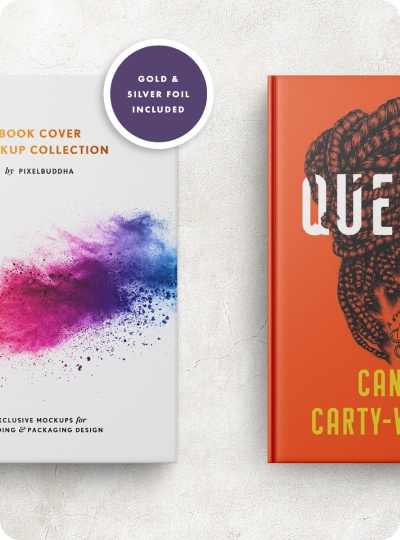 GOLD &
SILVER FOIL
INCLUDED
BOOK COVER
KUP COLLECTION
by PIXELBUDDHA
XCLUSIVE MOCKUPS for
DING & PACKAGING DESIGN
QUE
CAN
CARTY-W